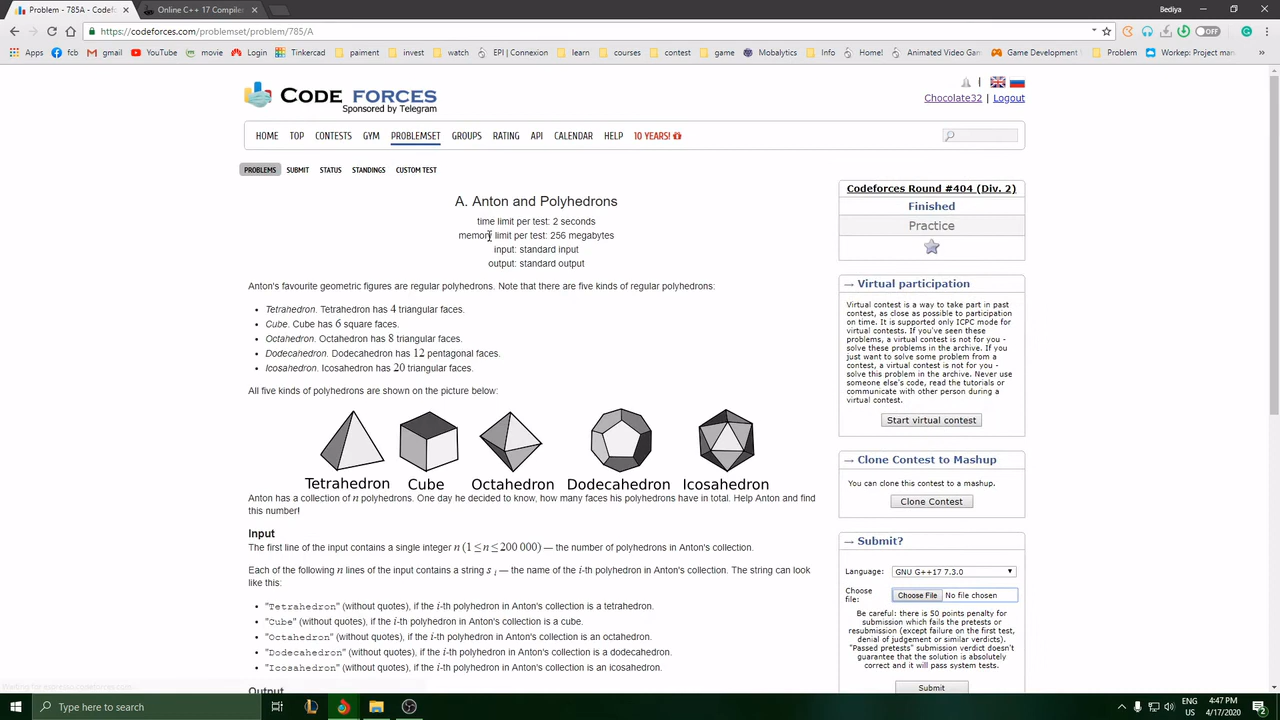 Problem - 785A - Codeforces
Online C++ 17 Compiler
Bediya
https://codeforces.com/problemset/problem/785/A
Apps fcb gmail youtube movie Login Tinkercad paiment invest watch EPI | Connexion learn courses contest game Mobalytics Info Home! Animated Video Game Game Development Problem Workep: Project man »
OFF
CODE FORCES
Sponsored by Telegram
Chocolate32 | Logout
HOME TOP CONTESTS GYM PROBLEMSET GROUPS RATING API CALENDAR HELP 10 YEARS!
PROBLEMS SUBMIT STATUS STANDINGS CUSTOM TEST
A. Anton and Polyhedrons
time limit per test: 2 seconds
memory limit per test: 256 megabytes
input: standard input
output: standard output
Anton's favourite geometric figures are regular polyhedrons. Note that there are five kinds of regular polyhedrons:
• Tetrahedron. Tetrahedron has 4 triangular faces.
• Cube. Cube has 6 square faces.
• Octahedron. Octahedron has 8 triangular faces.
• Dodecahedron. Dodecahedron has 12 pentagonal faces.
• Icosahedron. Icosahedron has 20 triangular faces.
All five kinds of polyhedrons are shown on the picture below:
Tetrahedron Cube Octahedron Dodecahedron Icosahedron
Anton has a collection of n polyhedrons. One day he decided to know, how many faces his polyhedrons have in total. Help Anton and find
this number!
Input
The first line of the input contains a single integer n (1 ≤ n ≤ 200 000) — the number of polyhedrons in Anton's collection.
Each of the following n lines of the input contains a string s i — the name of the i-th polyhedron in Anton's collection. The string can look
like this:
• "Tetrahedron" (without quotes), if the i-th polyhedron in Anton's collection is a tetrahedron.
• "Cube" (without quotes), if the i-th polyhedron in Anton's collection is a cube.
• "Octahedron" (without quotes), if the i-th polyhedron in Anton's collection is an octahedron.
• "Dodecahedron" (without quotes), if the i-th polyhedron in Anton's collection is a dodecahedron.
• "Icosahedron" (without quotes), if the i-th polyhedron in Anton's collection is an icosahedron.
Output
Codeforces Round #404 (Div. 2)
Finished
Practice
→ Virtual participation
Virtual contest is a way to take part in past
contest, as close as possible to participation
on time. It is supported only ICPC mode for
virtual contests. If you've seen these
problems, a virtual contest is not for you -
solve these problems in the archive. If you
just want to solve some problem from a
contest, a virtual contest is not for you -
solve this problem in the archive. Never use
someone else's code, read the tutorials or
communicate with other person during a
virtual contest.
Start virtual contest
→ Clone Contest to Mashup
You can clone this contest to a mashup.
Clone Contest
→ Submit?
Language: GNU G++17 7.3.0
Choose
file: Choose File No file chosen
Be careful: there is 50 points penalty for
submission which fails the pretests or
resubmission (except failure on the first test,
denial of judgement or similar verdicts).
"Passed pretests" submission verdict doesn't
guarantee that the solution is absolutely
correct and it will pass system tests.
Submit
Type here to search
ENG
US
4:47 PM
4/17/2020
2